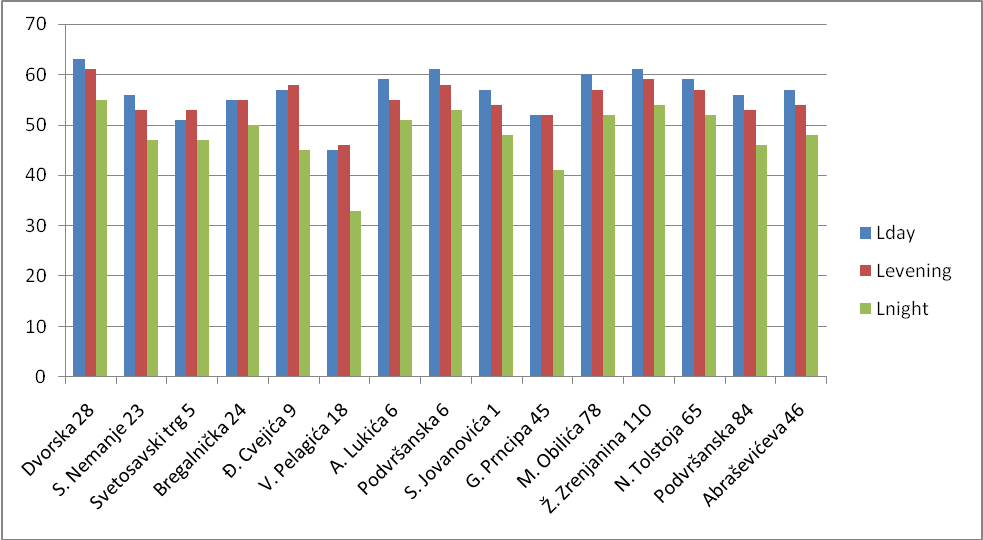 70
60
50
40
30
20
10
0
Dvorska 28
S. Nemanje 23
Svetosavski trg 5
Bregalnička 24
Đ. Cvejića 9
V. Pelagića 18
A. Lukića 6
Podvršanska 6
S. Jovanovića 1
G. Prncipa 45
M. Obilića 78
Ž. Zrenjanina 110
N. Tolstoja 65
Podvršanska 84
Abraševićeva 46
Lday
Levening
Lnight